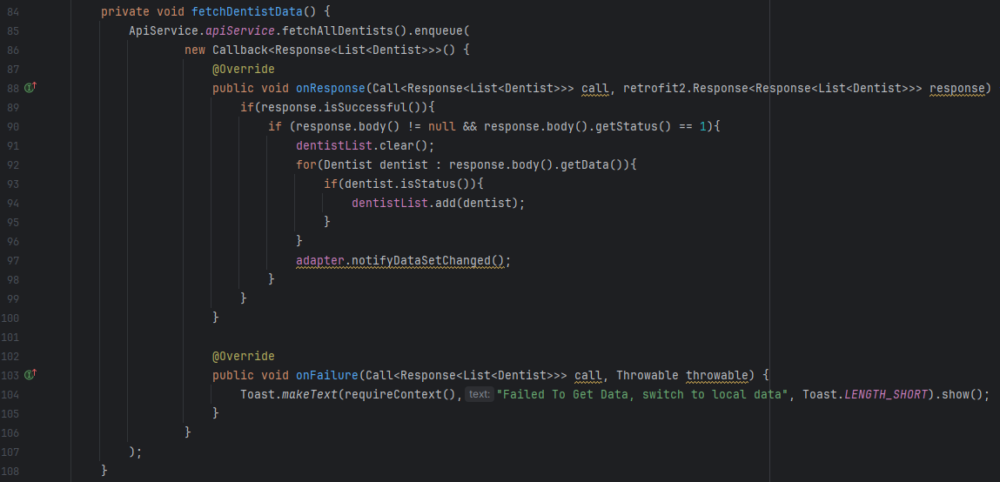 84 private void fetchDentistData() {
85 ApiService.apiService.fetchAllDentists().enqueue(
86 new Callback<Response<List<Dentist>>>() {
87 @Override
88 public void onResponse(Call<Response<List<Dentist>>> call, retrofit2.Response<Response<List<Dentist>>> response)
89 if(response.isSuccessful()){
90 if (response.body() != null && response.body().getStatus() == 1){
91 dentistList.clear();
92 for(Dentist dentist : response.body().getData()){
93 if(dentist.isStatus()){
94 dentistList.add(dentist);
95 }
96 }
97 adapter.notifyDataSetChanged();
98 }
99 }
100 }
101
102 @Override
103 public void onFailure(Call<Response<List<Dentist>>> call, Throwable throwable) {
104 Toast.makeText(requireContext(), text: "Failed To Get Data, switch to local data", Toast.LENGTH_SHORT).show();
105 }
106 }
107 );
108 }